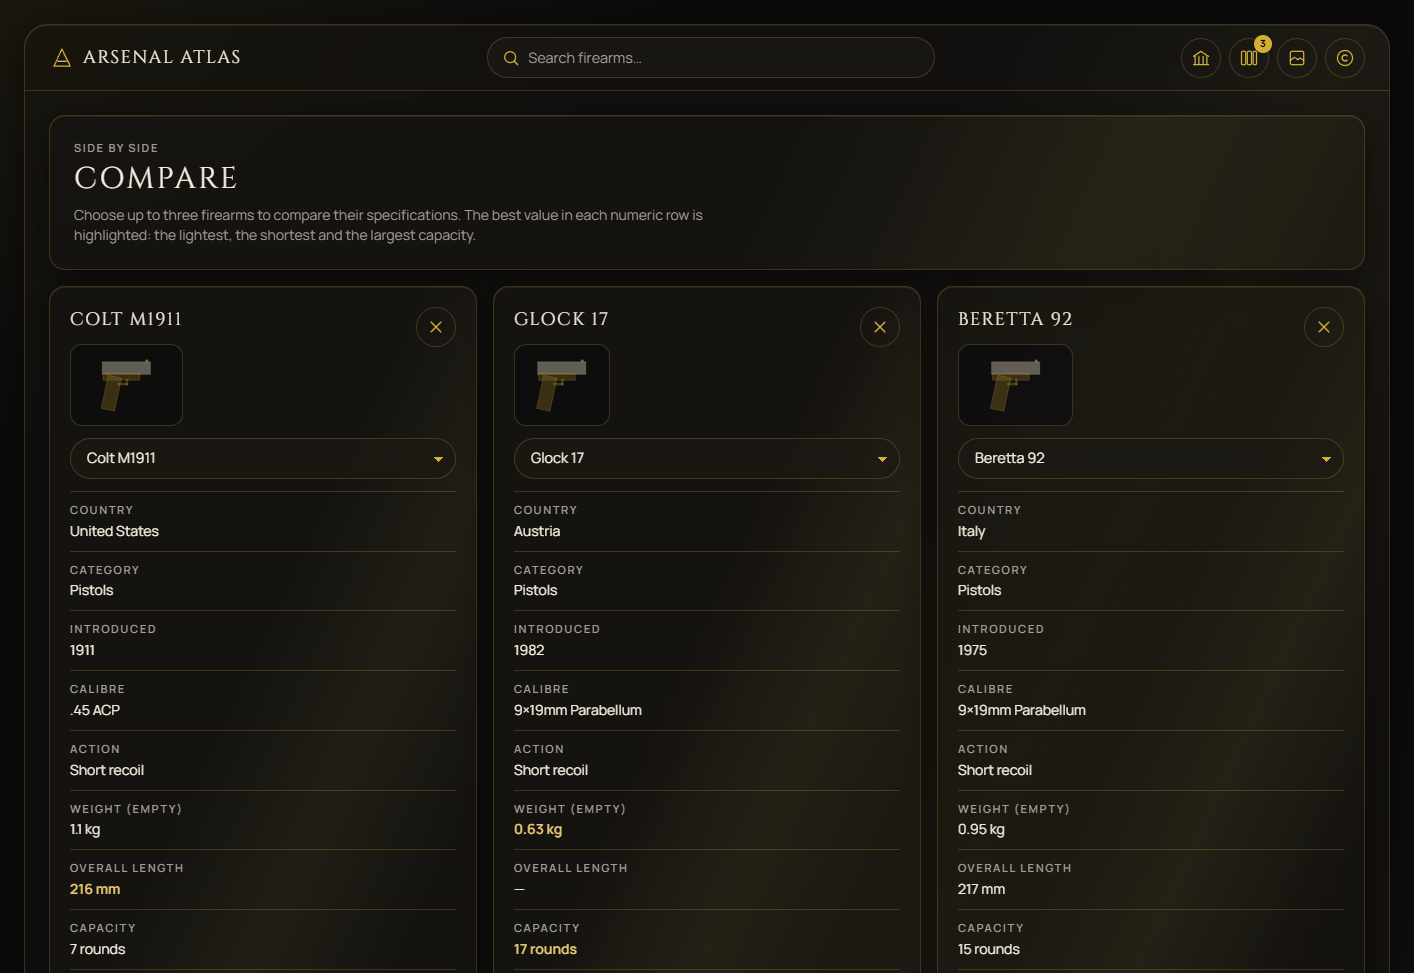 ARSENAL ATLAS
Search firearms...
3
SIDE BY SIDE
COMPARE
Choose up to three firearms to compare their specifications. The best value in each numeric row is
highlighted: the lightest, the shortest and the largest capacity.
COLT M1911
Colt M1911
COUNTRY
United States
CATEGORY
Pistols
INTRODUCED
1911
CALIBRE
.45 ACP
ACTION
Short recoil
WEIGHT (EMPTY)
1.1 kg
OVERALL LENGTH
216 mm
CAPACITY
7 rounds
GLOCK 17
Glock 17
COUNTRY
Austria
CATEGORY
Pistols
INTRODUCED
1982
CALIBRE
9×19mm Parabellum
ACTION
Short recoil
WEIGHT (EMPTY)
0.63 kg
OVERALL LENGTH
—
CAPACITY
17 rounds
BERETTA 92
Beretta 92
COUNTRY
Italy
CATEGORY
Pistols
INTRODUCED
1975
CALIBRE
9×19mm Parabellum
ACTION
Short recoil
WEIGHT (EMPTY)
0.95 kg
OVERALL LENGTH
217 mm
CAPACITY
15 rounds